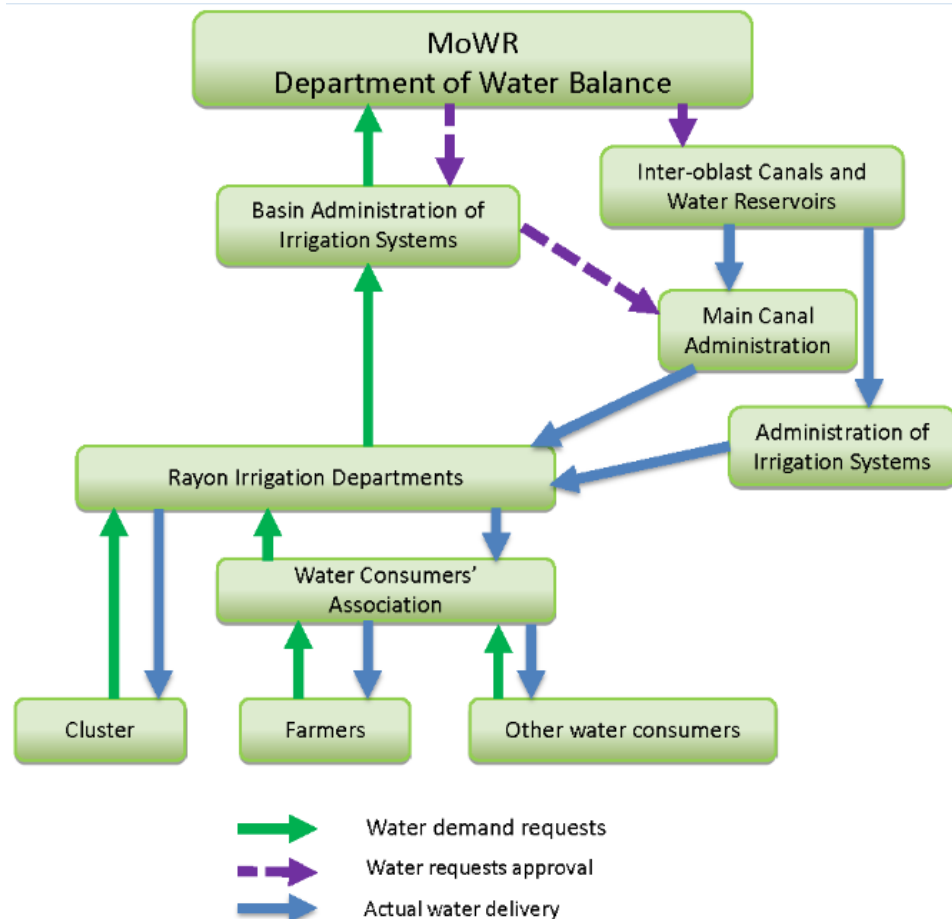 MoWR
Department of Water Balance
Inter-oblast Canals and
Water Reservoirs
Basin Administration of
Irrigation Systems
Main Canal
Administration
Administration of
Irrigation Systems
Rayon Irrigation Departments
Water Consumers'
Association
Cluster
Farmers
Other water consumers
Water demand requests
Water requests approval
Actual water delivery